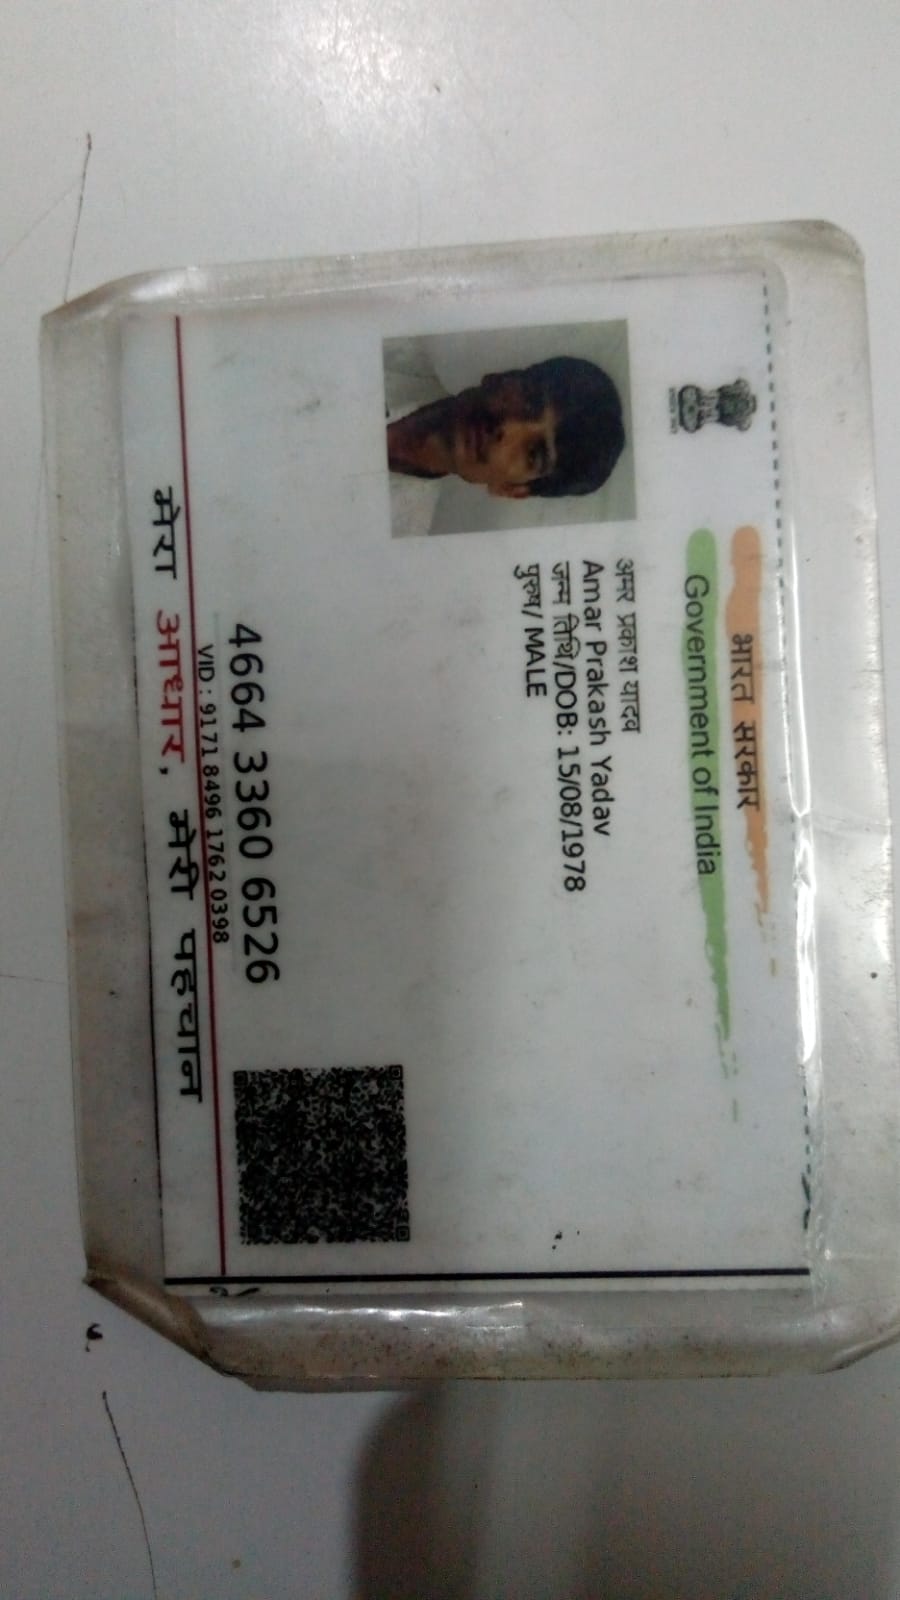 भारत सरकार
Government of India
अमर प्रकाश यादव
Amar Prakash Yadav
जन्म तिथि/DOB: 15/08/1978
पुरुष/ MALE
4664 3360 6526
VID : 9171 8496 1762 0398
मेरा आधार, मेरी पहचान